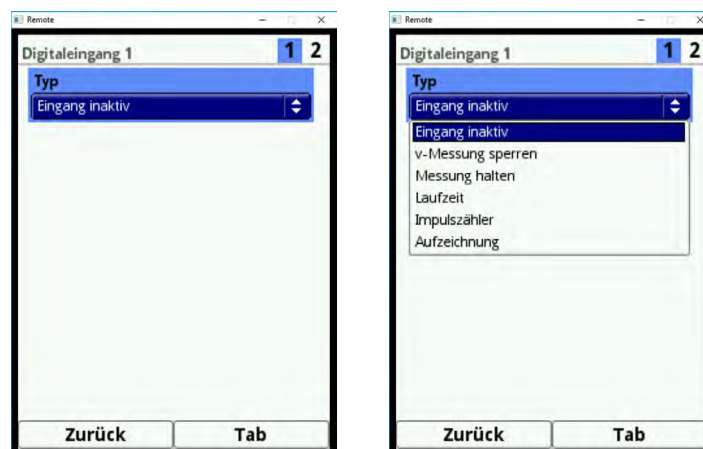 Remote
Digitaleingang 1 1 2
Typ
Eingang inaktiv
Zurück Tab
Remote
Digitaleingang 1 1 2
Typ
Eingang inaktiv
Eingang inaktiv
v-Messung sperren
Messung halten
Laufzeit
Impulszähler
Aufzeichnung
Zurück Tab